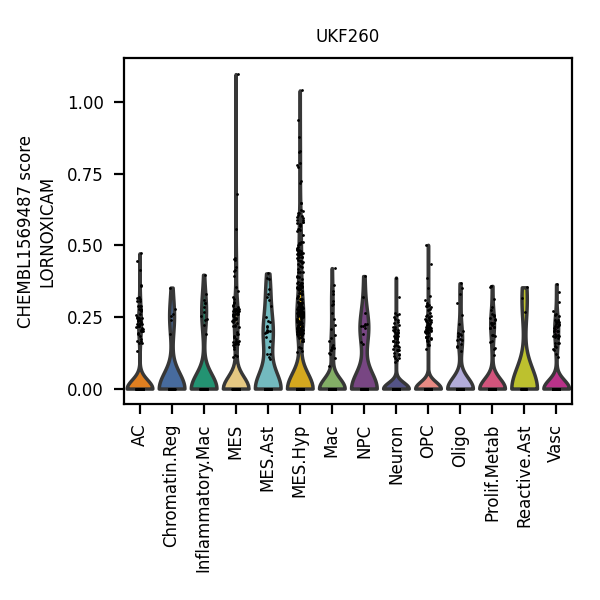 UKF260
CHEMBL1569487 score
LORNOXICAM
1.00
0.75
0.50
0.25
0.00
AC
Chromatin.Reg
Inflammatory.Mac
MES
MES.Ast
MES.Hyp
Mac
NPC
Neuron
OPC
Oligo
Prolif.Metab
Reactive.Ast
Vasc